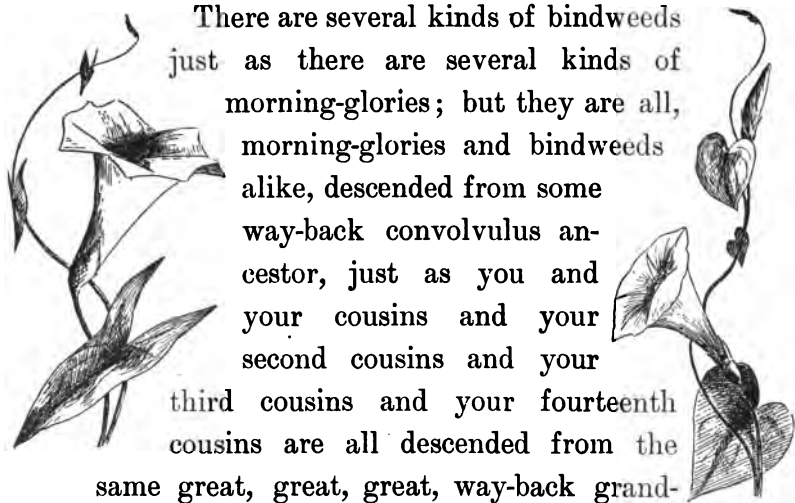 There are several kinds of bindweeds
just as there are several kinds of
morning-glories; but they are all,
morning-glories and bindweeds
alike, descended from some
way-back convolvulus an-
cestor, just as you and
your cousins and your
second cousins and your
third cousins and your fourteenth
cousins are all descended from the
same great, great, great, way-back grand-